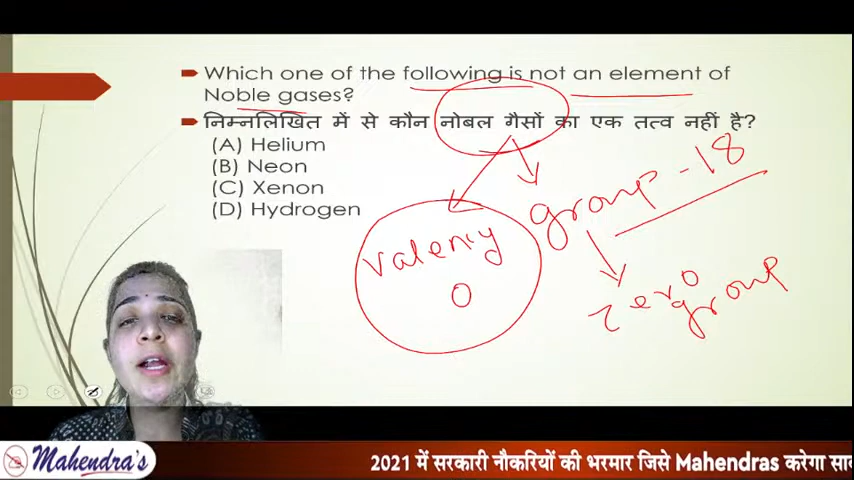 Which one of the following is not an element of
Noble gases?
निम्नलिखित में से कौन नोबल गैसों का एक तत्व नहीं है?
(A) Helium
(B) Neon
(C) Xenon
(D) Hydrogen
group - 18
Valency
0
zero
group
Mahendra's
2021 में सरकारी नौकरियों की भरमार जिसे Mahendras करेगा